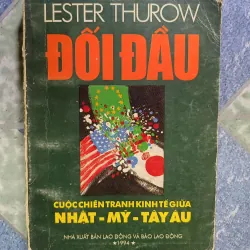 LESTER THUROW
ĐỐI ĐẦU
CUỘC CHIẾN TRANH KINH TẾ GIỮA
NHẬT - MỸ - TÂY ÂU
NHÀ XUẤT BẢN LAO ĐỘNG VÀ BÁO LAO ĐỘNG
★1994★